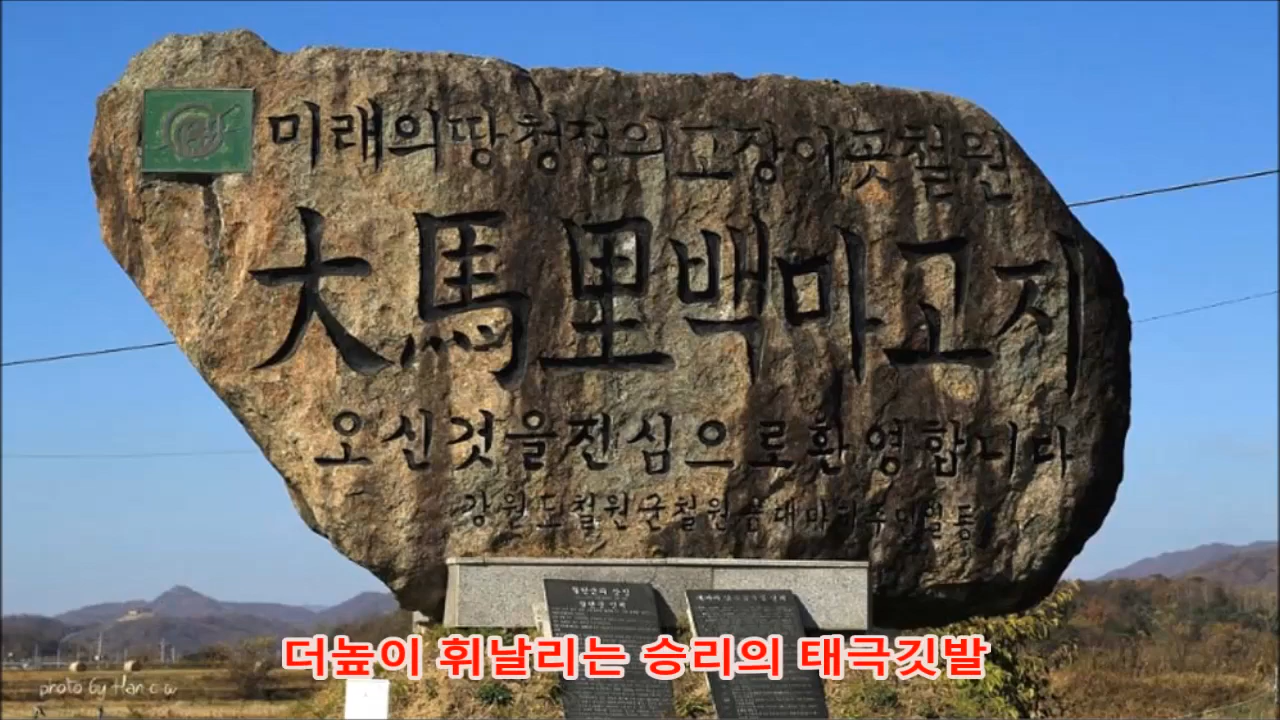 미래의땅청정의고장이곳철원
大馬里백마고지
오신것을진심으로환영합니다
강원도철원군철원읍대마리주민일동
더높이 휘날리는 승리의 태극깃발
photo by Han c w